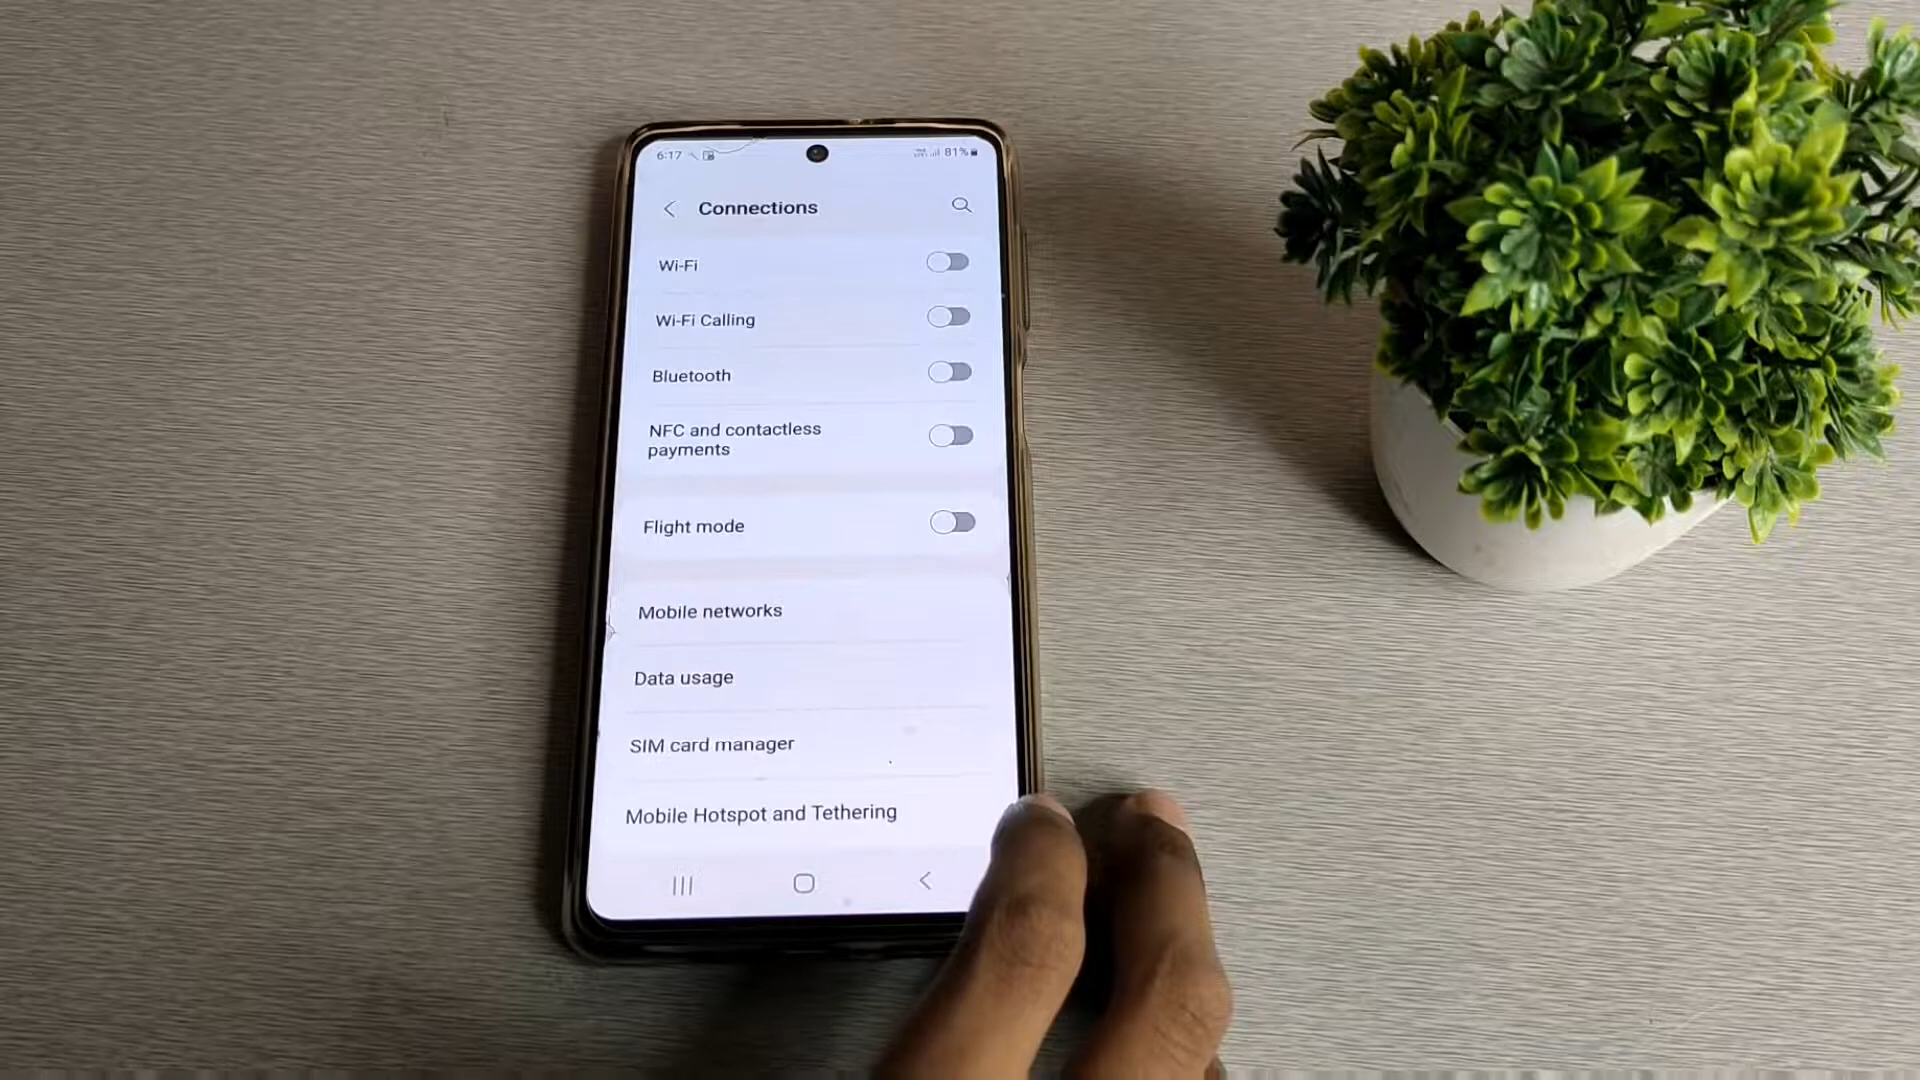 6:17
81%
Connections
Wi-Fi
Wi-Fi Calling
Bluetooth
NFC and contactless
payments
Flight mode
Mobile networks
Data usage
SIM card manager
Mobile Hotspot and Tethering